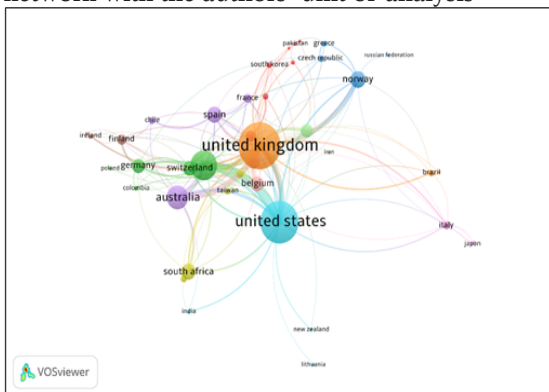 network with the authors' unit of analysis
pakistan
greece
south korea
czech republic
russian federation
norway
france
chile
spain
ireland
finland
united kingdom
iran
poland
germany
switzerland
colombia
taiwan
belgium
brazil
australia
united states
italy
japan
south africa
india
new zealand
lithuania
VOSviewer